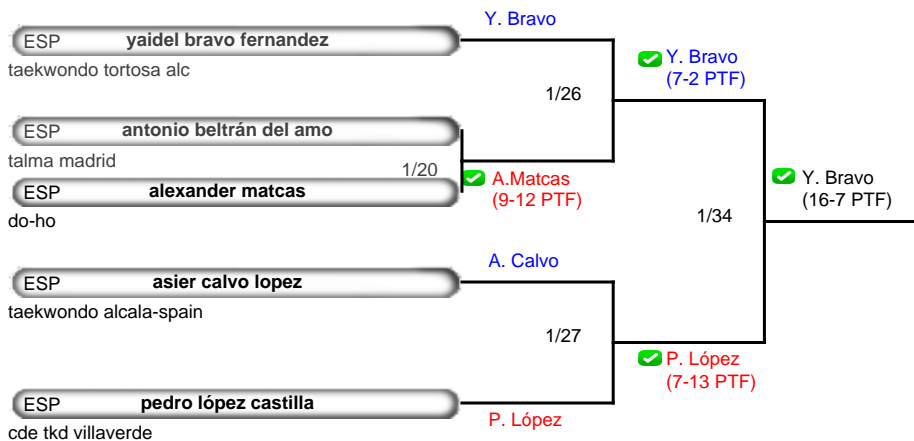 Y. Bravo
ESP yaidel bravo fernandez
taekwondo tortosa alc
Y. Bravo
(7-2 PTF)
1/26
ESP antonio beltrán del amo
talma madrid
1/20
A.Matcas
(9-12 PTF)
ESP alexander matcas
do-ho
Y. Bravo
(16-7 PTF)
1/34
A. Calvo
ESP asier calvo lopez
taekwondo alcala-spain
1/27
P. López
(7-13 PTF)
ESP pedro lópez castilla
P. López
cde tkd villaverde